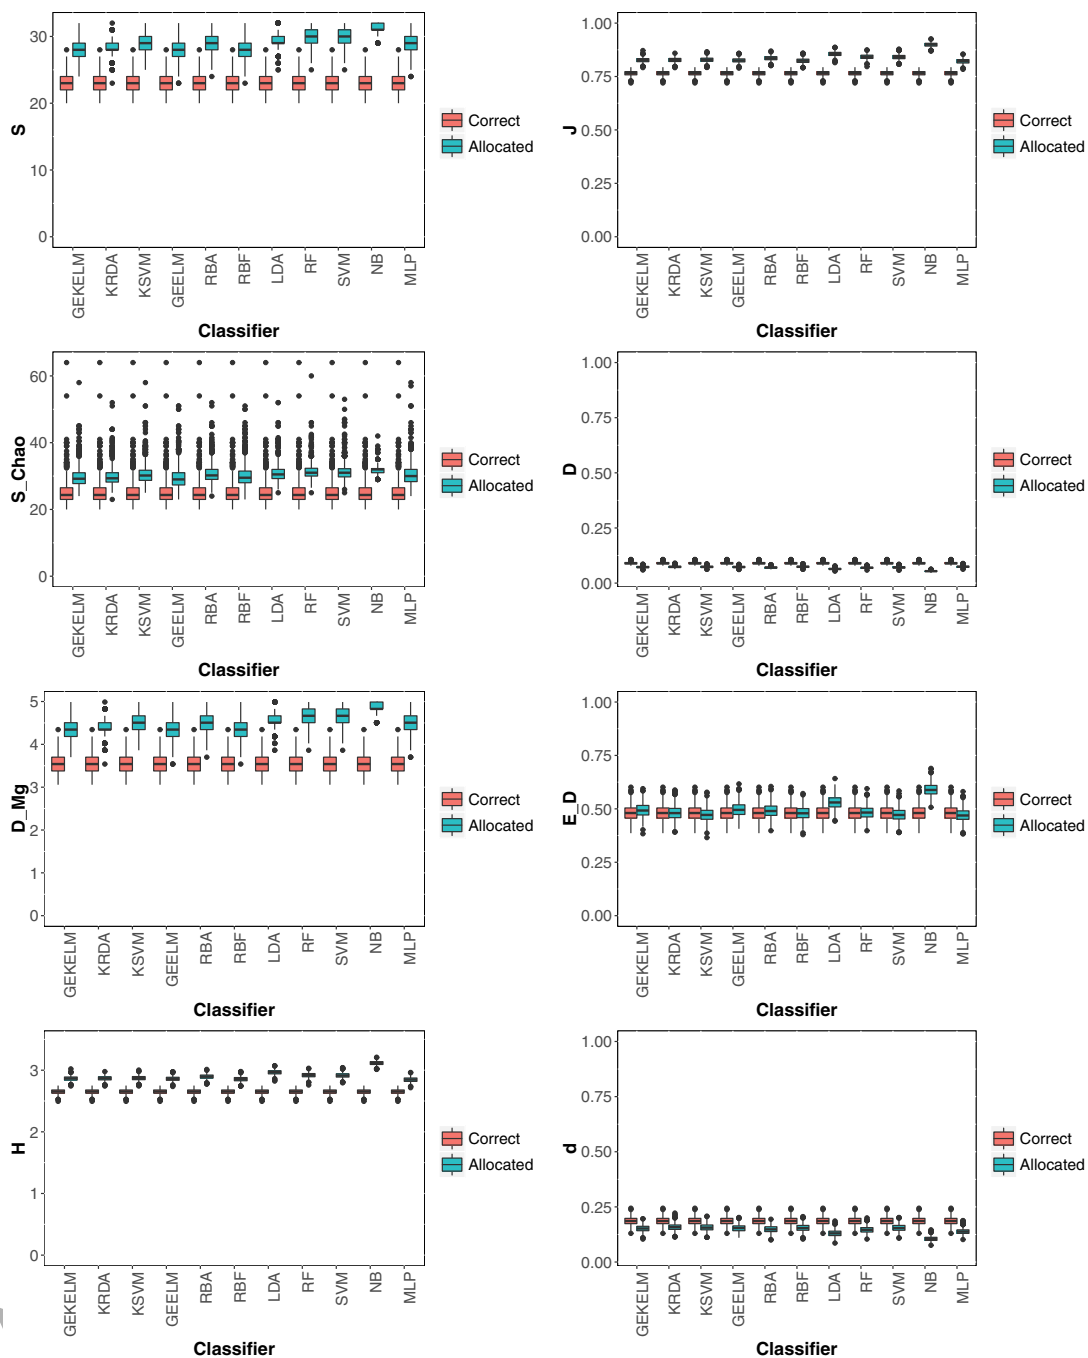 S
30
20
10
0
GEKELM
KRDA
KSVM
GEELM
RBA
RBF
LDA
RF
SVM
NB
MLP
Classifier
Correct
Allocated
J
1.00
0.75
0.50
0.25
0.00
GEKELM
KRDA
KSVM
GEELM
RBA
RBF
LDA
RF
SVM
NB
MLP
Classifier
Correct
Allocated
S_Chao
60
40
20
0
GEKELM
KRDA
KSVM
GEELM
RBA
RBF
LDA
RF
SVM
NB
MLP
Classifier
Correct
Allocated
D
1.00
0.75
0.50
0.25
0.00
GEKELM
KRDA
KSVM
GEELM
RBA
RBF
LDA
RF
SVM
NB
MLP
Classifier
Correct
Allocated
D_Mg
5
4
3
2
1
0
GEKELM
KRDA
KSVM
GEELM
RBA
RBF
LDA
RF
SVM
NB
MLP
Classifier
Correct
Allocated
E_D
1.00
0.75
0.50
0.25
0.00
GEKELM
KRDA
KSVM
GEELM
RBA
RBF
LDA
RF
SVM
NB
MLP
Classifier
Correct
Allocated
H
3
2
1
0
GEKELM
KRDA
KSVM
GEELM
RBA
RBF
LDA
RF
SVM
NB
MLP
Classifier
Correct
Allocated
d
1.00
0.75
0.50
0.25
0.00
GEKELM
KRDA
KSVM
GEELM
RBA
RBF
LDA
RF
SVM
NB
MLP
Classifier
Correct
Allocated